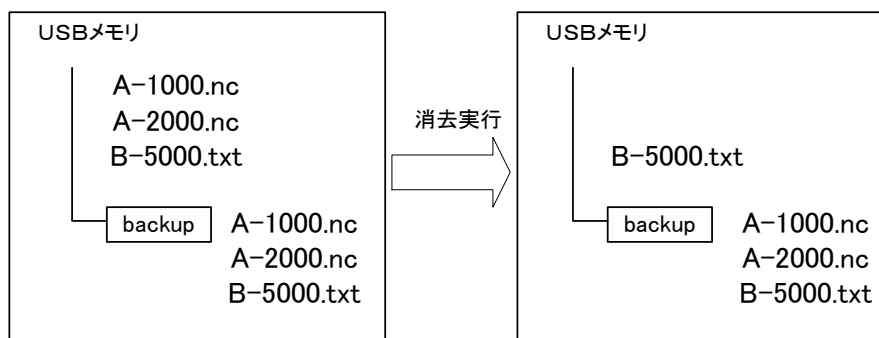 USBメモリ
A-1000.nc
A-2000.nc
B-5000.txt
backup
A-1000.nc
A-2000.nc
B-5000.txt
消去実行
USBメモリ
B-5000.txt
backup
A-1000.nc
A-2000.nc
B-5000.txt